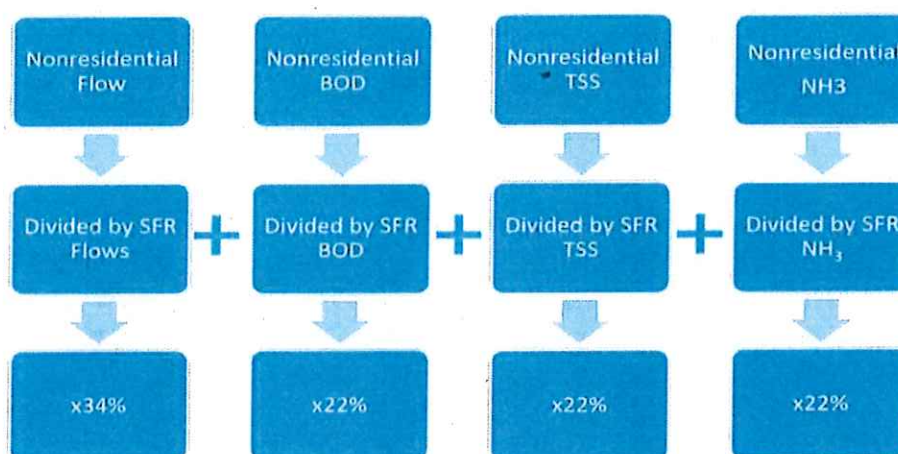 Nonresidential
Flow
Nonresidential
BOD
Nonresidential
TSS
Nonresidential
NH3
Divided by SFR
Flows
+
Divided by SFR
BOD
+
Divided by SFR
TSS
+
Divided by SFR
NH₃
x34%
x22%
x22%
x22%